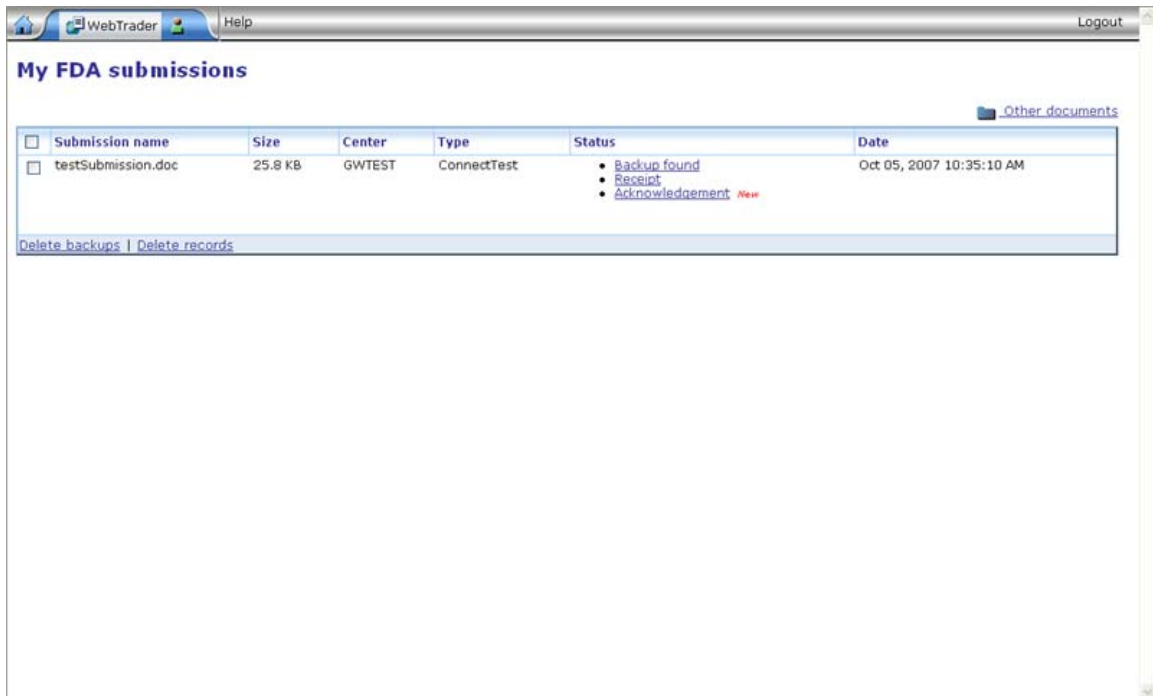 WebTrader Help Logout
My FDA submissions
Other documents
Submission name Size Center Type Status Date
testSubmission.doc 25.8 KB GWTEST ConnectTest Backup found Oct 05, 2007 10:35:10 AM
Receipt
Acknowledgement New
Delete backups | Delete records